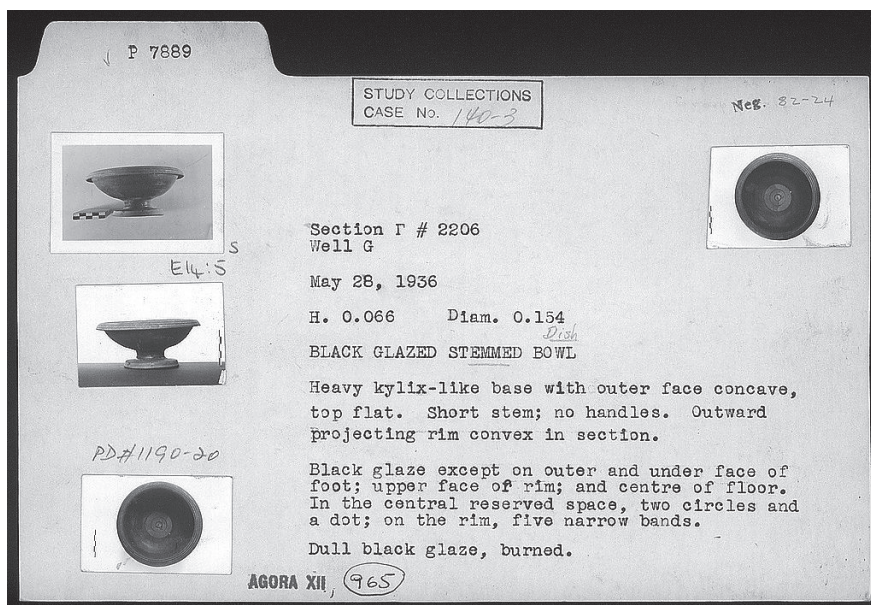 P 7889
STUDY COLLECTIONS
CASE No. 140-3
Neg. 82-24
S
E14:5
Section Γ # 2206
Well G
May 28, 1936
H. 0.066 Diam. 0.154
Dish
BLACK GLAZED STEMMED BOWL
Heavy kylix-like base with outer face concave,
top flat. Short stem; no handles. Outward
projecting rim convex in section.
PD#1190-20
Black glaze except on outer and under face of
foot; upper face of rim; and centre of floor.
In the central reserved space, two circles and
a dot; on the rim, five narrow bands.
Dull black glaze, burned.
AGORA XII, 965